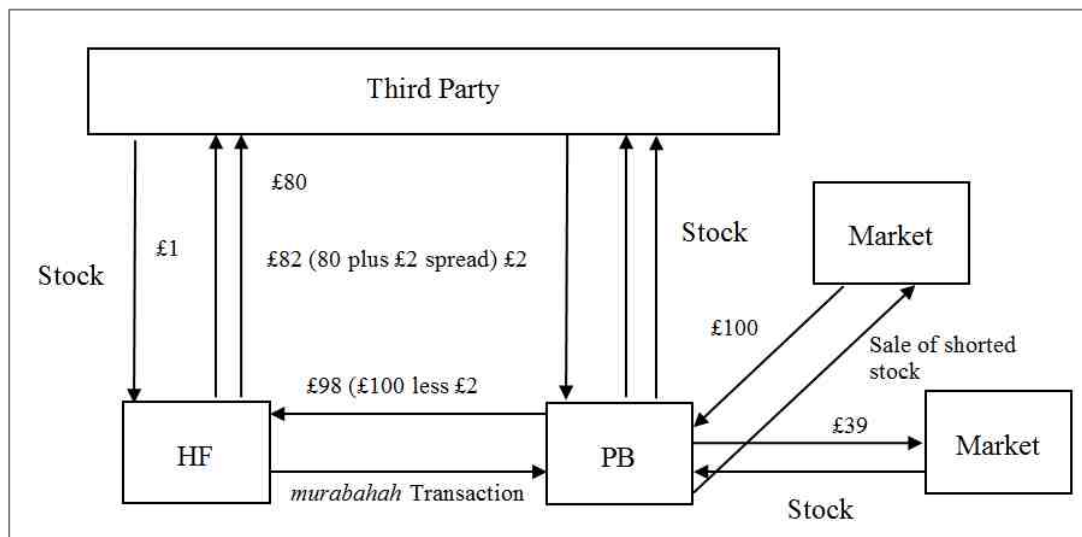 Third Party
£80
£1
Stock
£82 (80 plus £2 spread) £2
Stock
Market
£100
Sale of shorted
stock
£98 (£100 less £2
HF
PB
£39
Market
murabahah Transaction
Stock